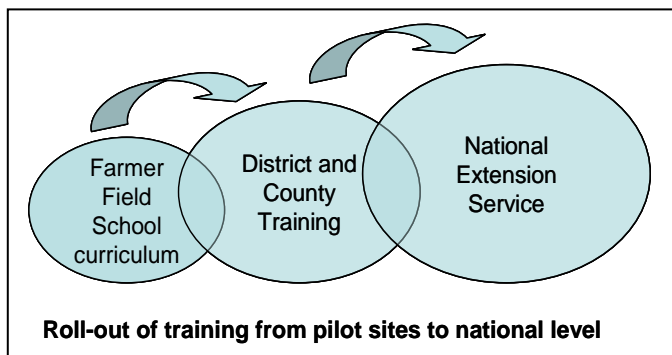 Farmer
Field
School
curriculum
District and
County
Training
National
Extension
Service
Roll-out of training from pilot sites to national level